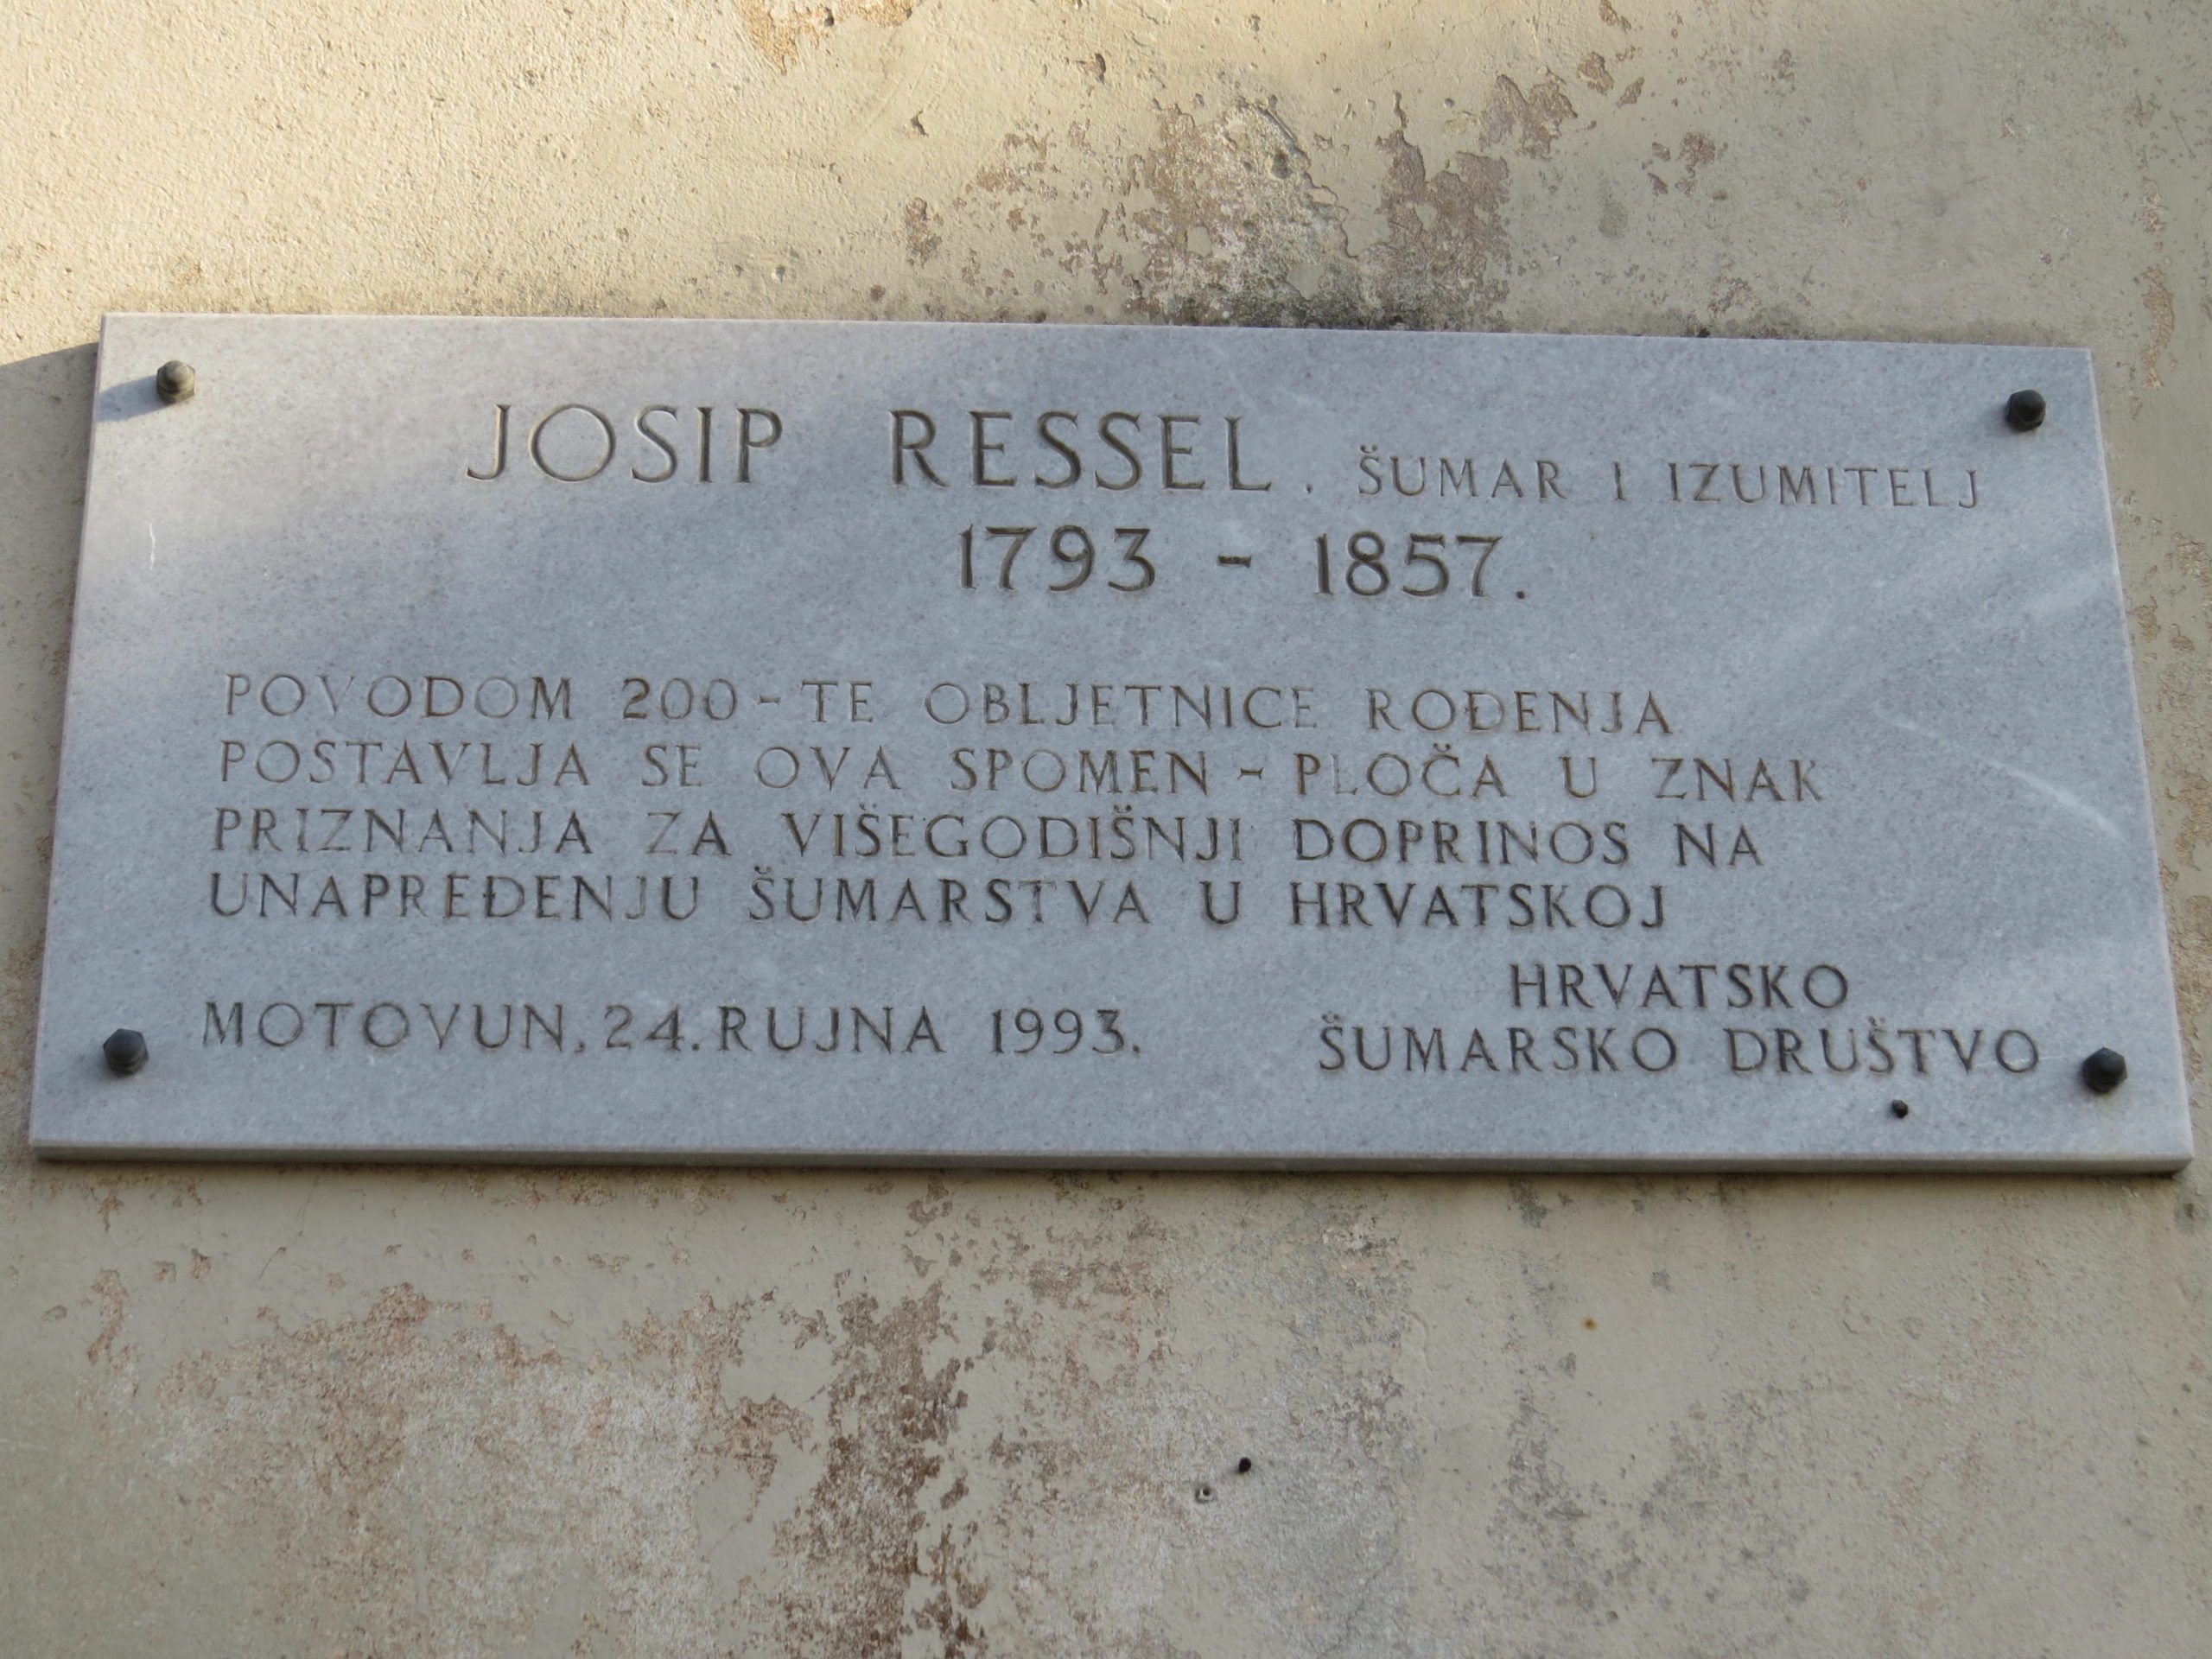 JOSIP RESSEL. ŠUMAR I IZUMITELJ
1793 - 1857.
POVODOM 200-TE OBLJETNICE ROĐENJA
POSTAVLJA SE OVA SPOMEN-PLOČA U ZNAK
PRIZNANJA ZA VIŠEGODIŠNJI DOPRINOS NA
UNAPREĐENJU ŠUMARSTVA U HRVATSKOJ
MOTOVUN, 24. RUJNA 1993.
HRVATSKO
ŠUMARSKO DRUŠTVO